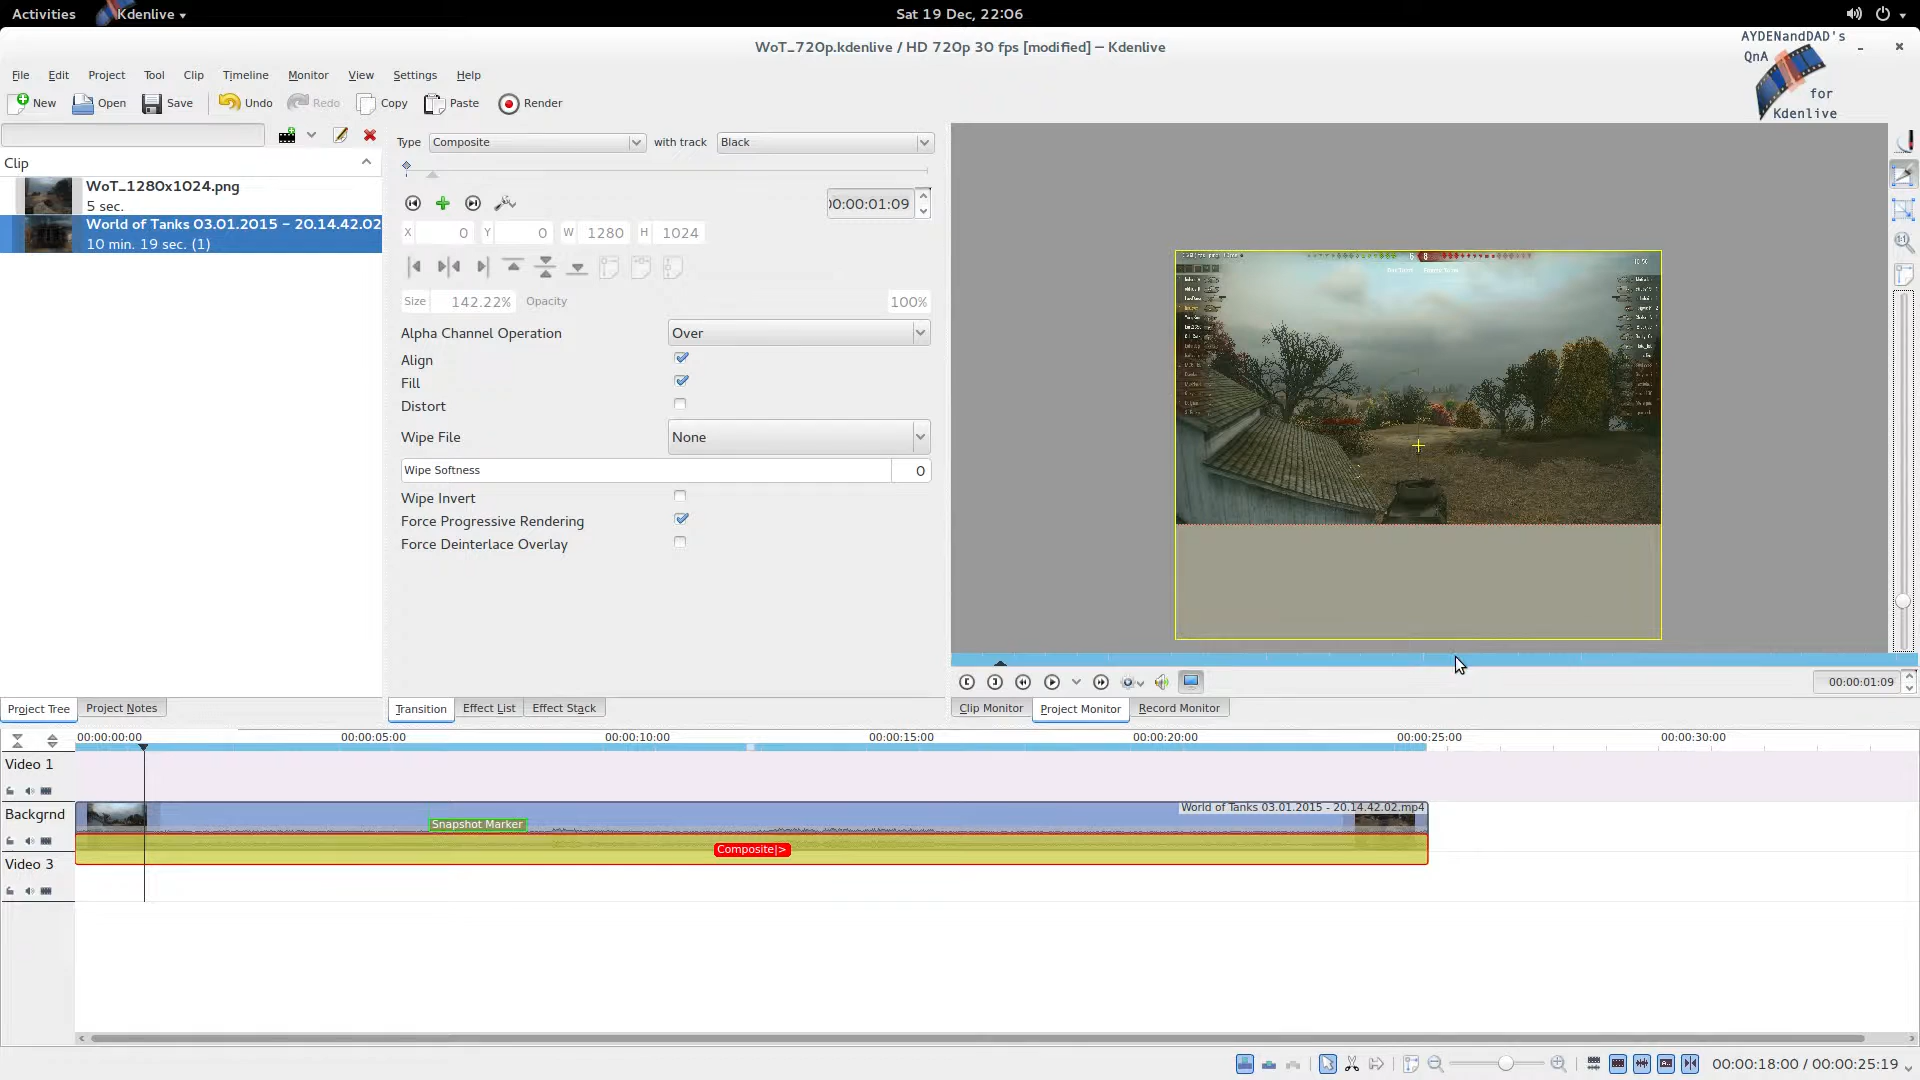 Activities
Kdenlive
Sat 19 Dec, 22:06
WoT_720p.kdenlive / HD 720p 30 fps [modified] – Kdenlive
AYDENandDAD's
QnA
for
Kdenlive
File Edit Project Tool Clip Timeline Monitor View Settings Help
New Open Save Undo Redo Copy Paste Render
Type Composite with track Black
Clip
WoT_1280x1024.png
5 sec.
World of Tanks 03.01.2015 – 20.14.42.02
10 min. 19 sec. (1)
00:00:01:09
X 0 Y 0 W 1280 H 1024
Size 142.22% Opacity 100%
Alpha Channel Operation Over
Align
Fill
Distort
Wipe File None
Wipe Softness 0
Wipe Invert
Force Progressive Rendering
Force Deinterlace Overlay
6 8
00:00:01:09
Project Tree Project Notes
Transition Effect List Effect Stack
Clip Monitor Project Monitor Record Monitor
00:00:00:00 00:00:05:00 00:00:10:00 00:00:15:00 00:00:20:00 00:00:25:00 00:00:30:00
Video 1
Backgrnd
World of Tanks 03.01.2015 - 20.14.42.02.mp4
Snapshot Marker
Composite|>
Video 3
00:00:18:00 / 00:00:25:19